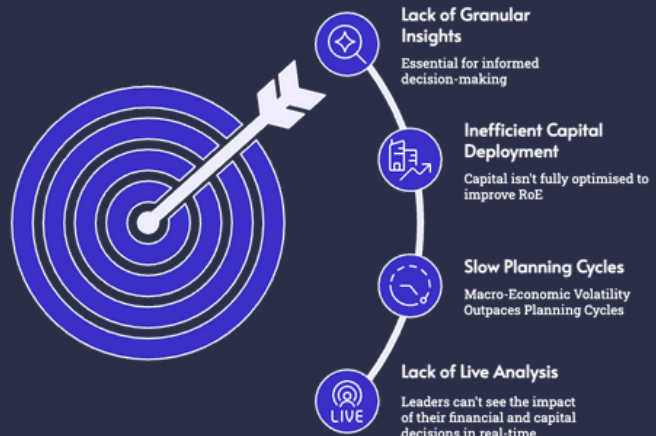 Lack of Granular
Insights
Essential for informed
decision-making
Inefficient Capital
Deployment
Capital isn't fully optimised to
improve RoE
Slow Planning Cycles
Macro-Economic Volatility
Outpaces Planning Cycles
Lack of Live Analysis
LIVE
Leaders can't see the impact
of their financial and capital
decisions in real-time